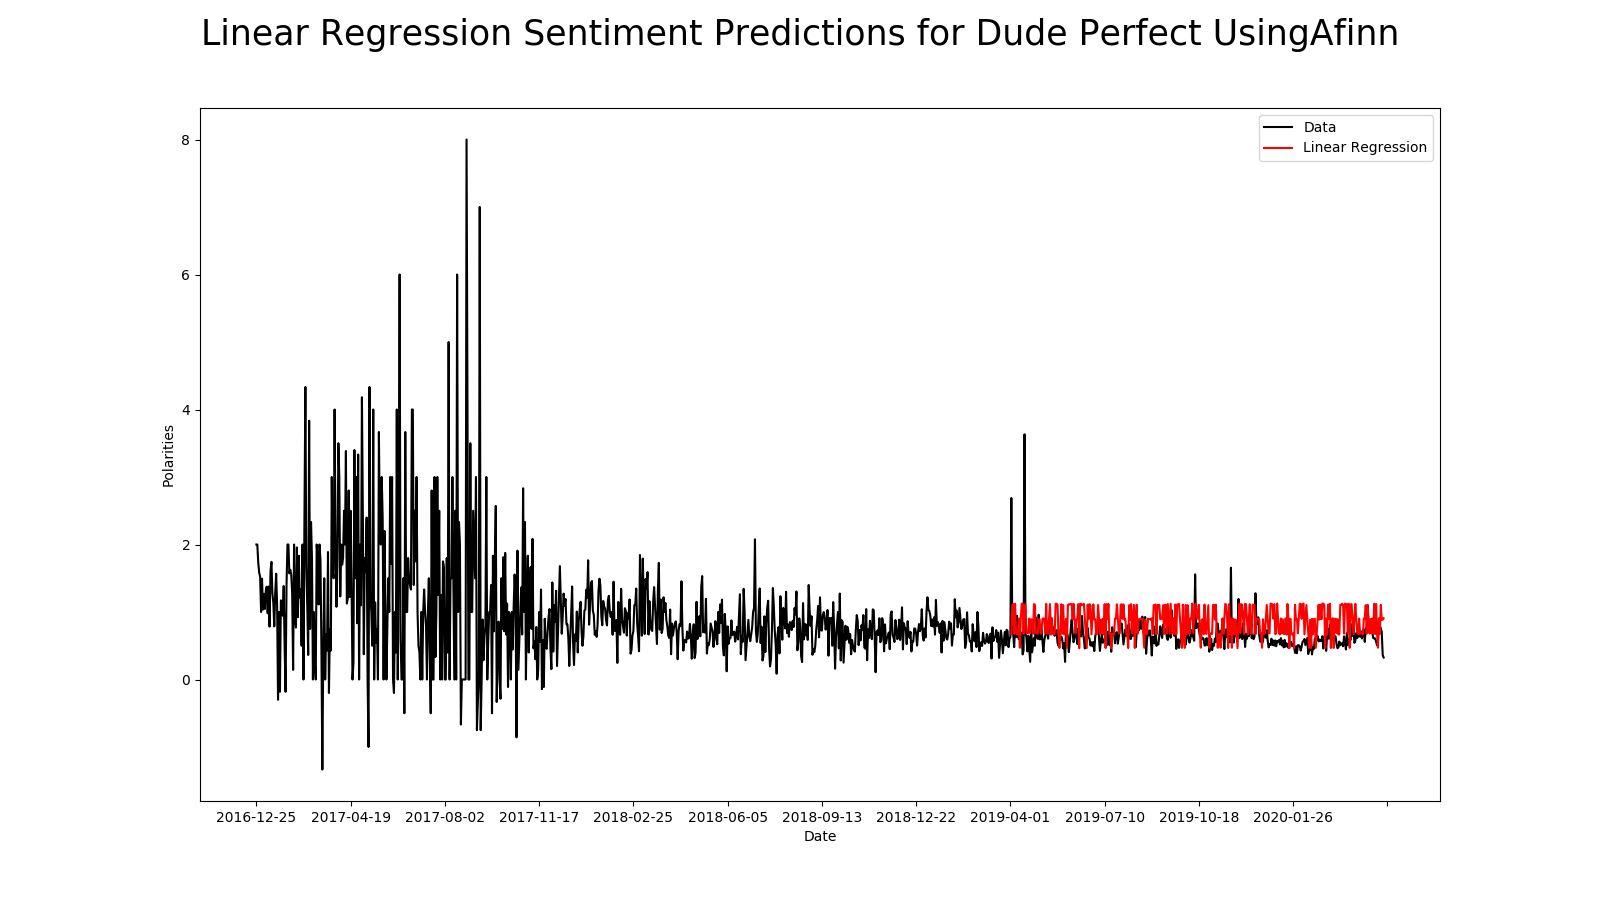 Linear Regression Sentiment Predictions for Dude Perfect UsingAfinn
Data
Linear Regression
8
6
4
2
0
Polarities
2016-12-25 2017-04-19 2017-08-02 2017-11-17 2018-02-25 2018-06-05 2018-09-13 2018-12-22 2019-04-01 2019-07-10 2019-10-18 2020-01-26
Date